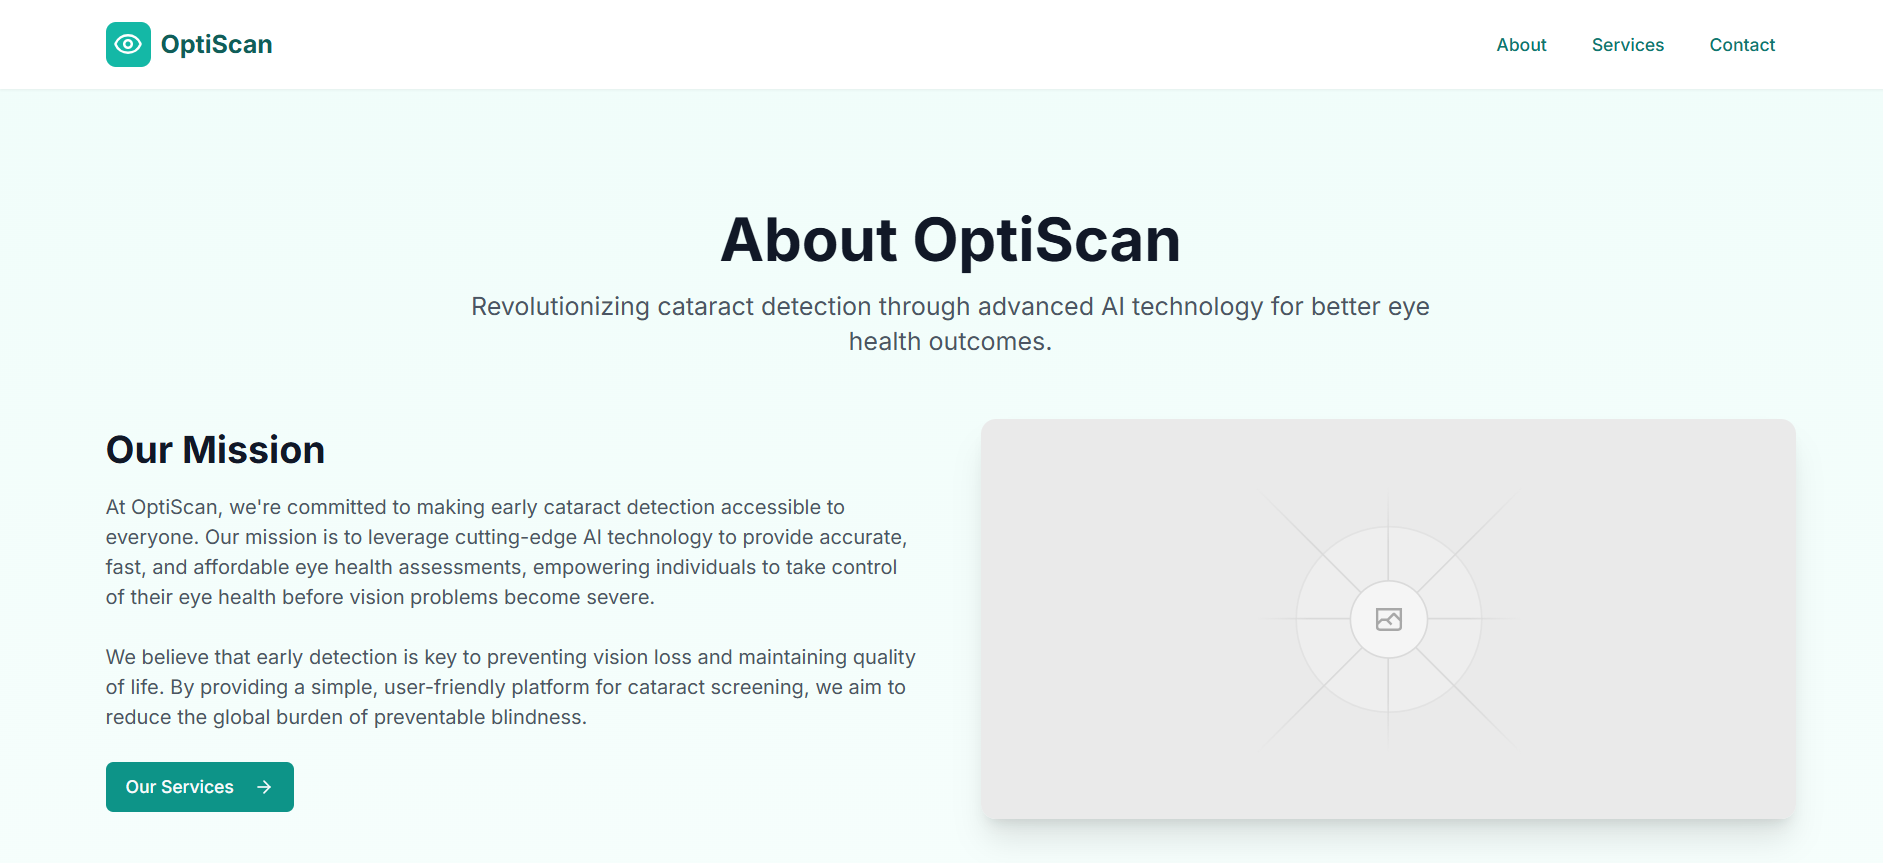 OptiScan
About
Services
Contact
About OptiScan
Revolutionizing cataract detection through advanced AI technology for better eye
health outcomes.
Our Mission
At OptiScan, we're committed to making early cataract detection accessible to
everyone. Our mission is to leverage cutting-edge AI technology to provide accurate,
fast, and affordable eye health assessments, empowering individuals to take control
of their eye health before vision problems become severe.
We believe that early detection is key to preventing vision loss and maintaining quality
of life. By providing a simple, user-friendly platform for cataract screening, we aim to
reduce the global burden of preventable blindness.
Our Services